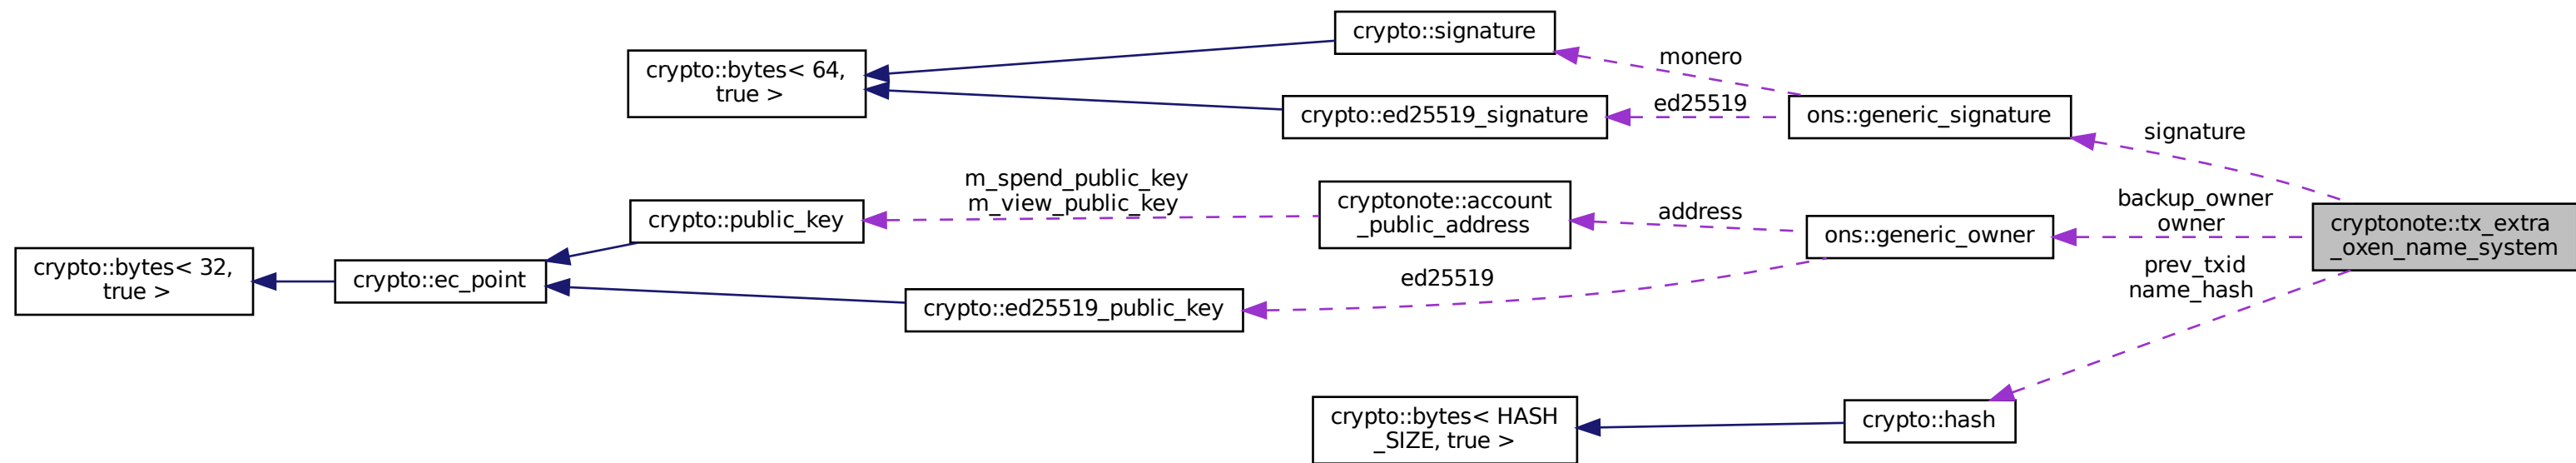 crypto::signature
monero
crypto::bytes< 64,
true >
ed25519
crypto::ed25519_signature
ons::generic_signature
signature
m_spend_public_key
m_view_public_key
crypto::public_key
cryptonote::account
_public_address
address
backup_owner
owner
ons::generic_owner
cryptonote::tx_extra
_oxen_name_system
crypto::bytes< 32,
true >
crypto::ec_point
ed25519
crypto::ed25519_public_key
prev_txid
name_hash
crypto::bytes< HASH
_SIZE, true >
crypto::hash